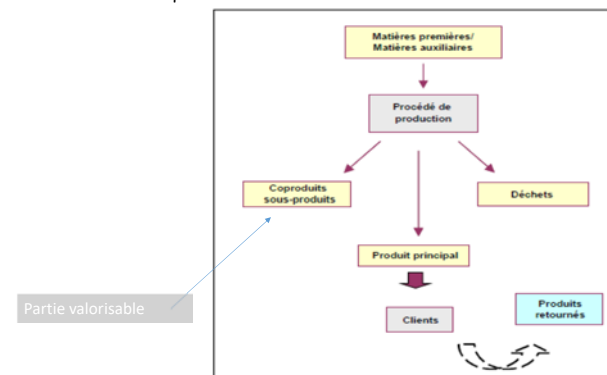 Matières premières/
Matières auxiliaires
Procédé de
production
Coproduits
sous-produits
Déchets
Produit principal
Partie valorisable
Clients
Produits
retournés